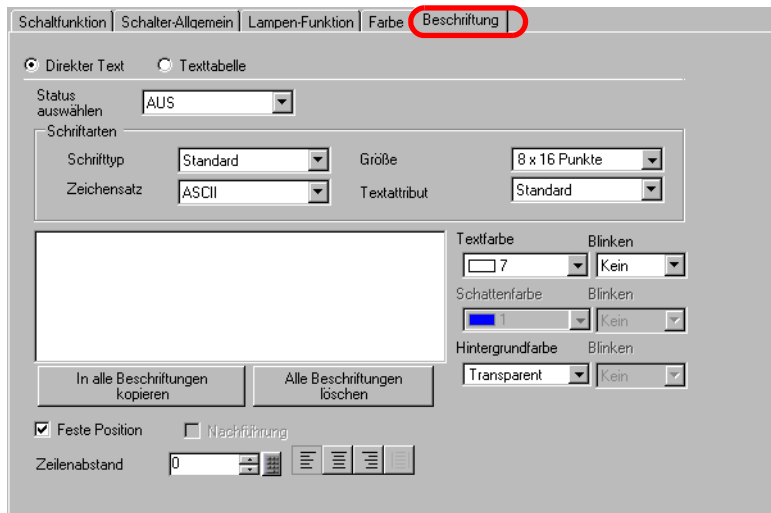 Schaltfunktion Schalter-Allgemein Lampen-Funktion Farbe Beschriftung
Direkter Text Texttabelle
Status auswählen AUS
Schriftarten
Schrifttyp Standard Größe 8 x 16 Punkte
Zeichensatz ASCII Textattribut Standard
Textfarbe Blinken
7 Kein
Schattenfarbe Blinken
1 Kein
Hintergrundfarbe Blinken
Transparent Kein
In alle Beschriftungen kopieren
Alle Beschriftungen löschen
Feste Position Nachführung
Zeilenabstand 0